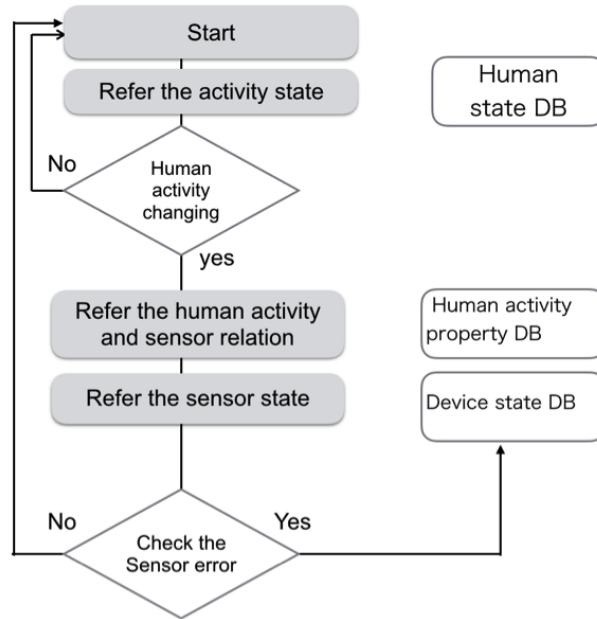 Start
Refer the activity state
Human
state DB
No
Human
activity
changing
yes
Refer the human activity
and sensor relation
Human activity
property DB
Refer the sensor state
Device state DB
No
Yes
Check the
Sensor error